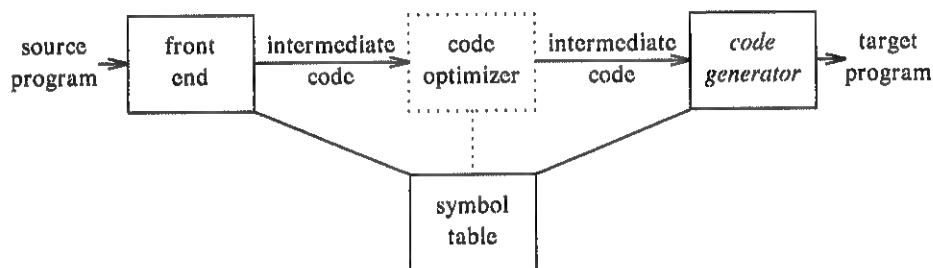 source
program
front
end
intermediate
code
code
optimizer
intermediate
code
code
generator
target
program
symbol
table